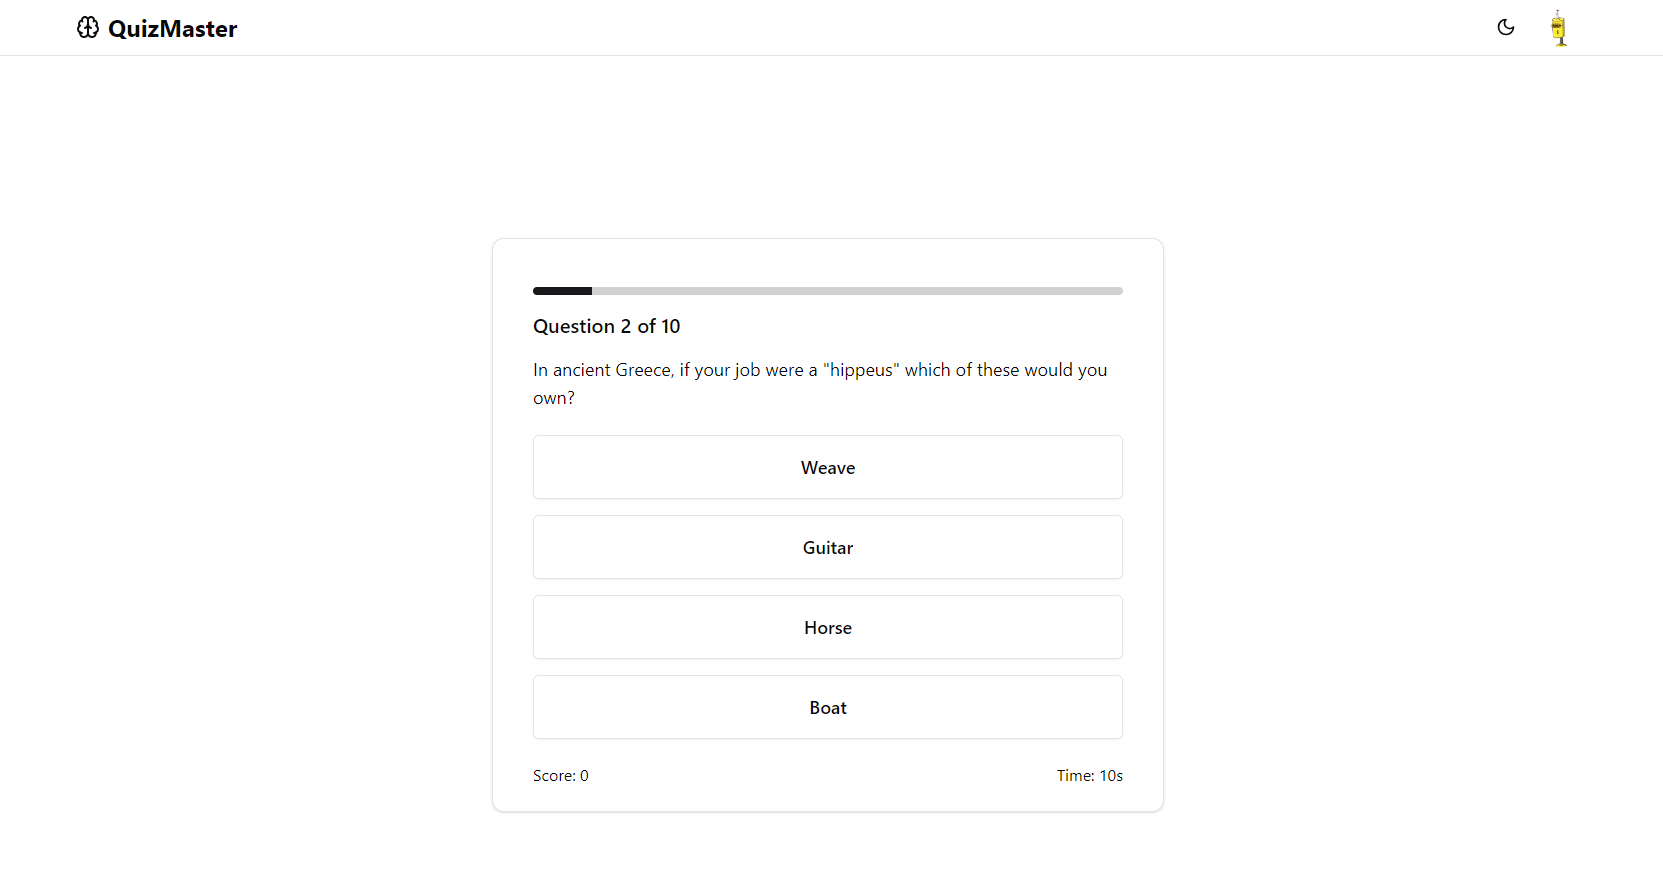 QuizMaster
Question 2 of 10
In ancient Greece, if your job were a "hippeus" which of these would you
own?
Weave
Guitar
Horse
Boat
Score: 0
Time: 10s